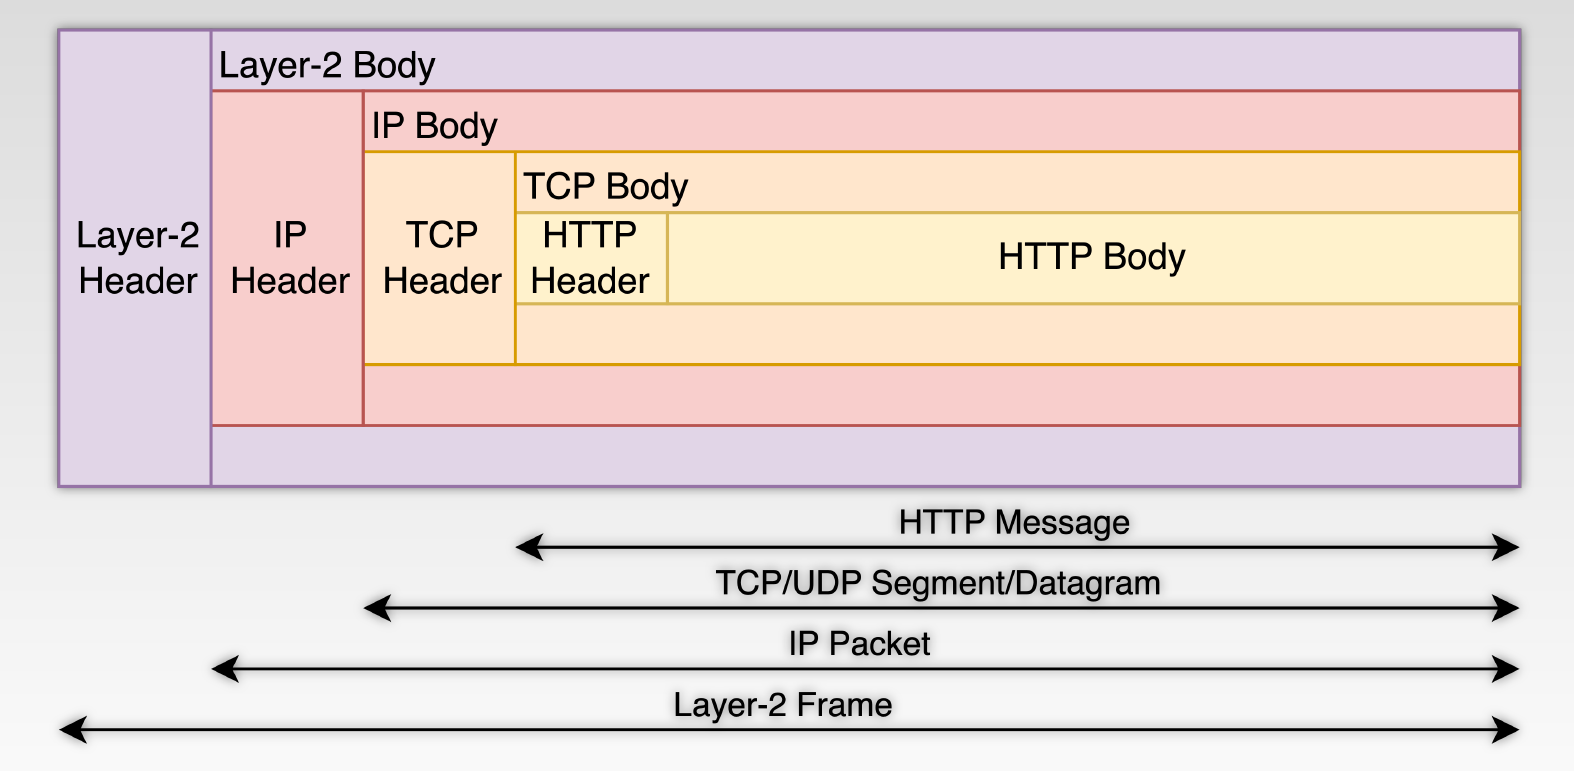 Layer-2 Body
IP Body
TCP Body
Layer-2
Header
IP
Header
TCP
Header
HTTP
Header
HTTP Body
HTTP Message
TCP/UDP Segment/Datagram
IP Packet
Layer-2 Frame